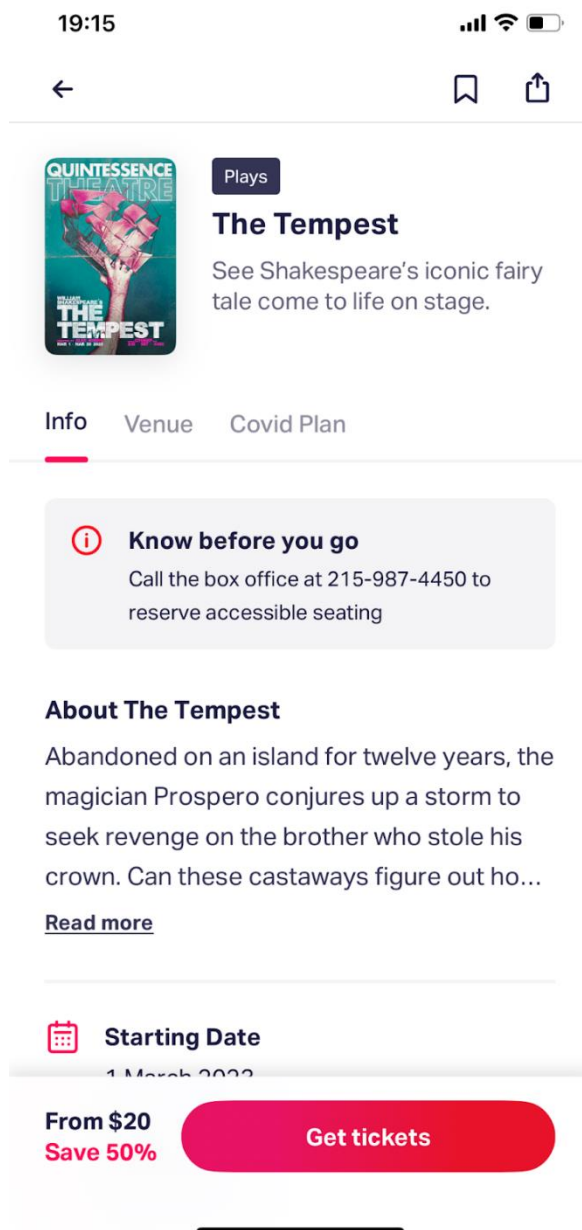 19:15
QUINTESSENCE
THEATRE
WILLIAM
SHAKESPEARE'S
THE
TEMPEST
Plays
The Tempest
See Shakespeare's iconic fairy
tale come to life on stage.
Info Venue Covid Plan
Know before you go
Call the box office at 215-987-4450 to
reserve accessible seating
About The Tempest
Abandoned on an island for twelve years, the
magician Prospero conjures up a storm to
seek revenge on the brother who stole his
crown. Can these castaways figure out ho...
Read more
Starting Date
1 March 2023
From $20
Save 50%
Get tickets